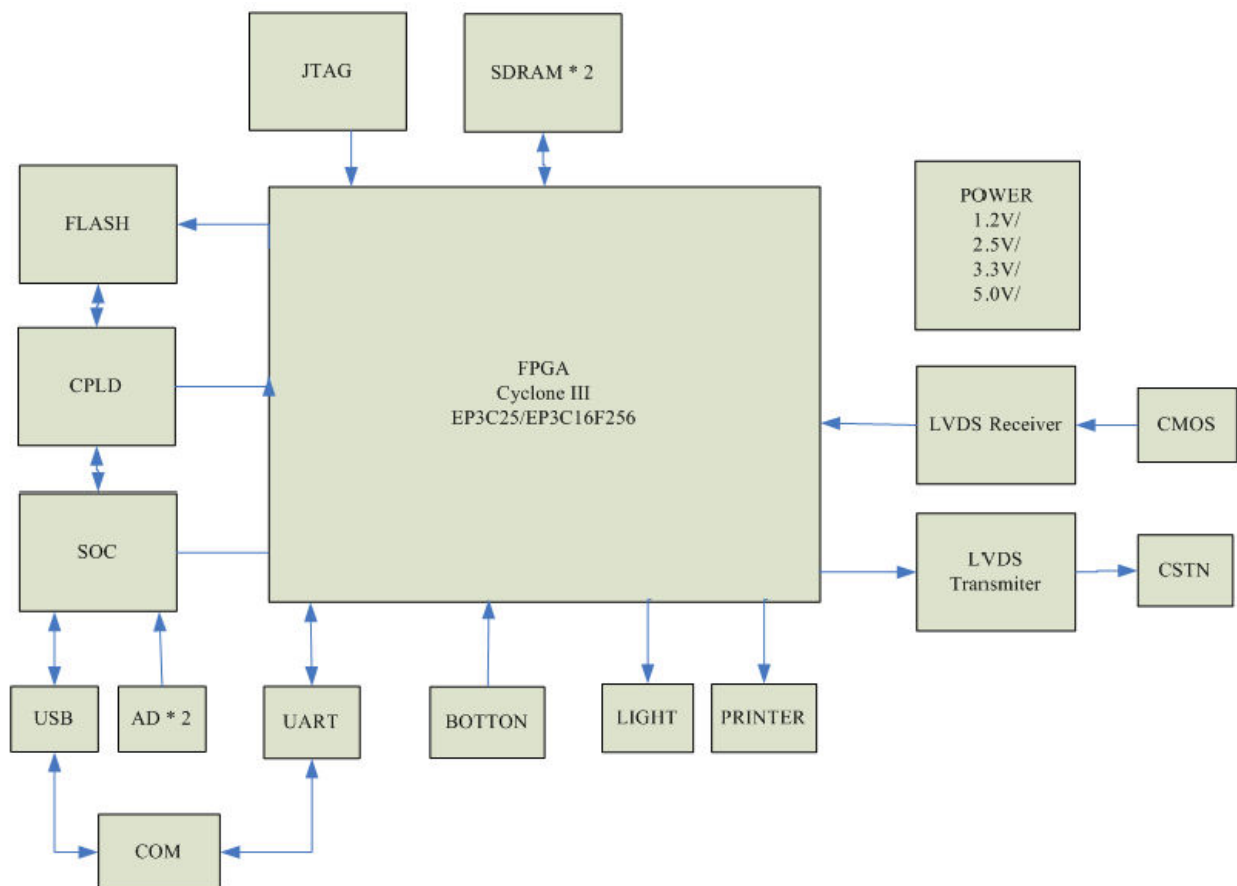 JTAG
SDRAM * 2
FLASH
POWER
1.2V/
2.5V/
3.3V/
5.0V/
CPLD
FPGA
Cyclone III
EP3C25/EP3C16F256
LVDS Receiver
CMOS
SOC
LVDS
Transmiter
CSTN
USB
AD * 2
UART
BOTTON
LIGHT
PRINTER
COM